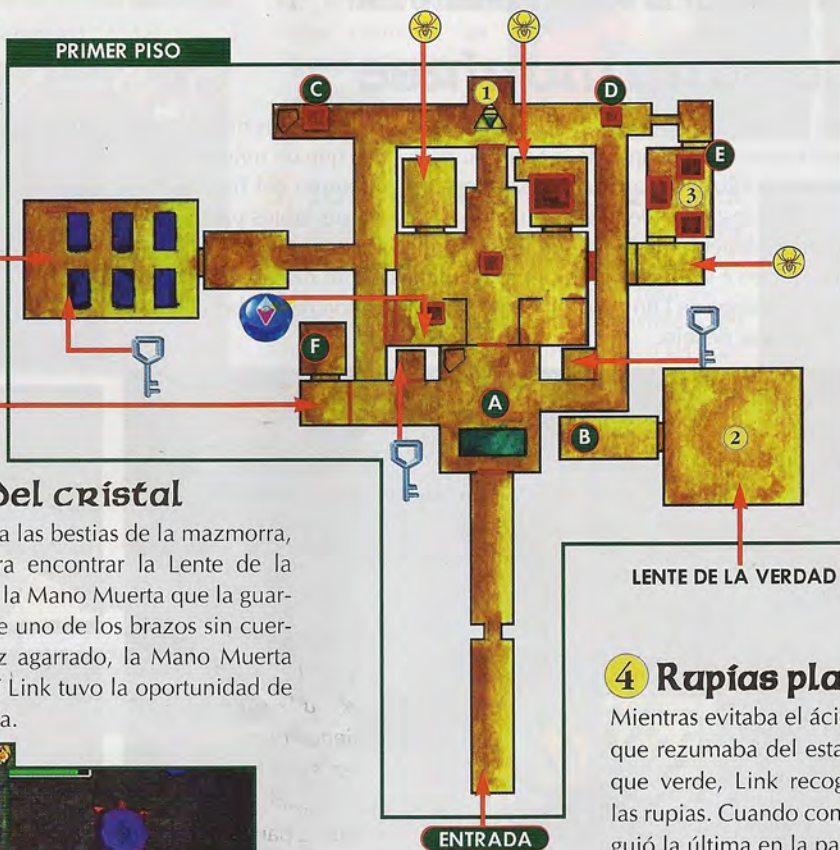 PRIMER PISO
C
1
D
E
3
F
A
B
2
LENTE DE LA VERDAD
ENTRADA
del cristal
a las bestias de la mazmorra,
ra encontrar la Lente de la
la Mano Muerta que la guar-
e uno de los brazos sin cuer-
z agarrado, la Mano Muerta
Link tuvo la oportunidad de
a.
4 Rupias pla
Mientras evitaba el áci
que rezumaba del esta
que verde, Link recog
las rupias. Cuando con
guió la última en la pa